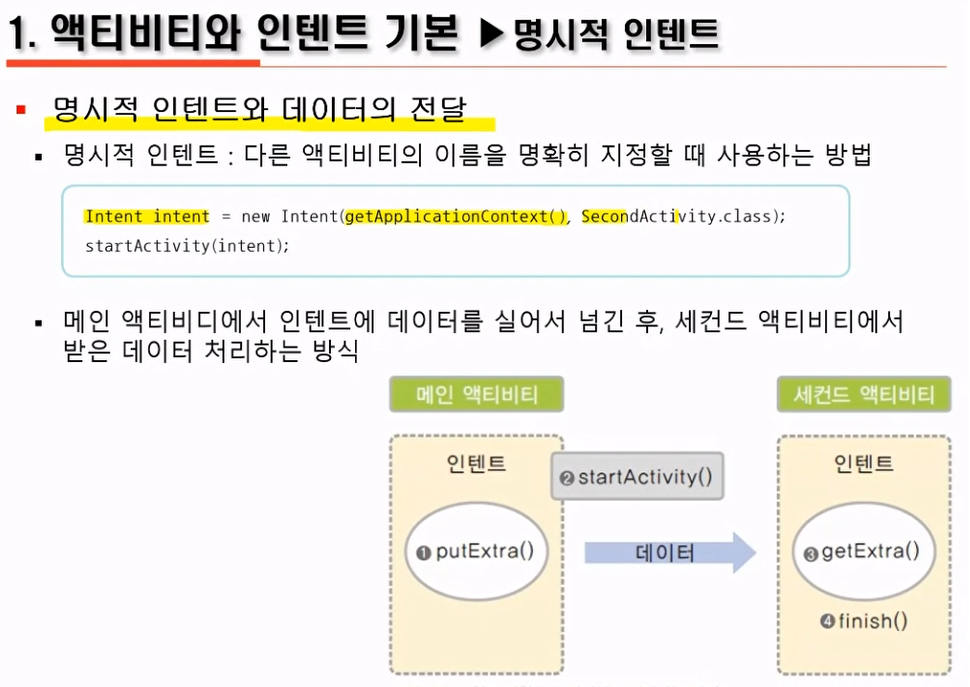 1. 액티비티와 인텐트 기본 ▶명시적 인텐트
명시적 인텐트와 데이터의 전달
명시적 인텐트 : 다른 액티비티의 이름을 명확히 지정할 때 사용하는 방법
Intent intent = new Intent(getApplicationContext(), SecondActivity.class);
startActivity(intent);
메인 액티비디에서 인텐트에 데이터를 실어서 넘긴 후, 세컨드 액티비티에서
받은 데이터 처리하는 방식
메인 액티비티
세컨드 액티비티
인텐트
❷startActivity()
인텐트
❶putExtra()
데이터
❸getExtra()
❹finish()